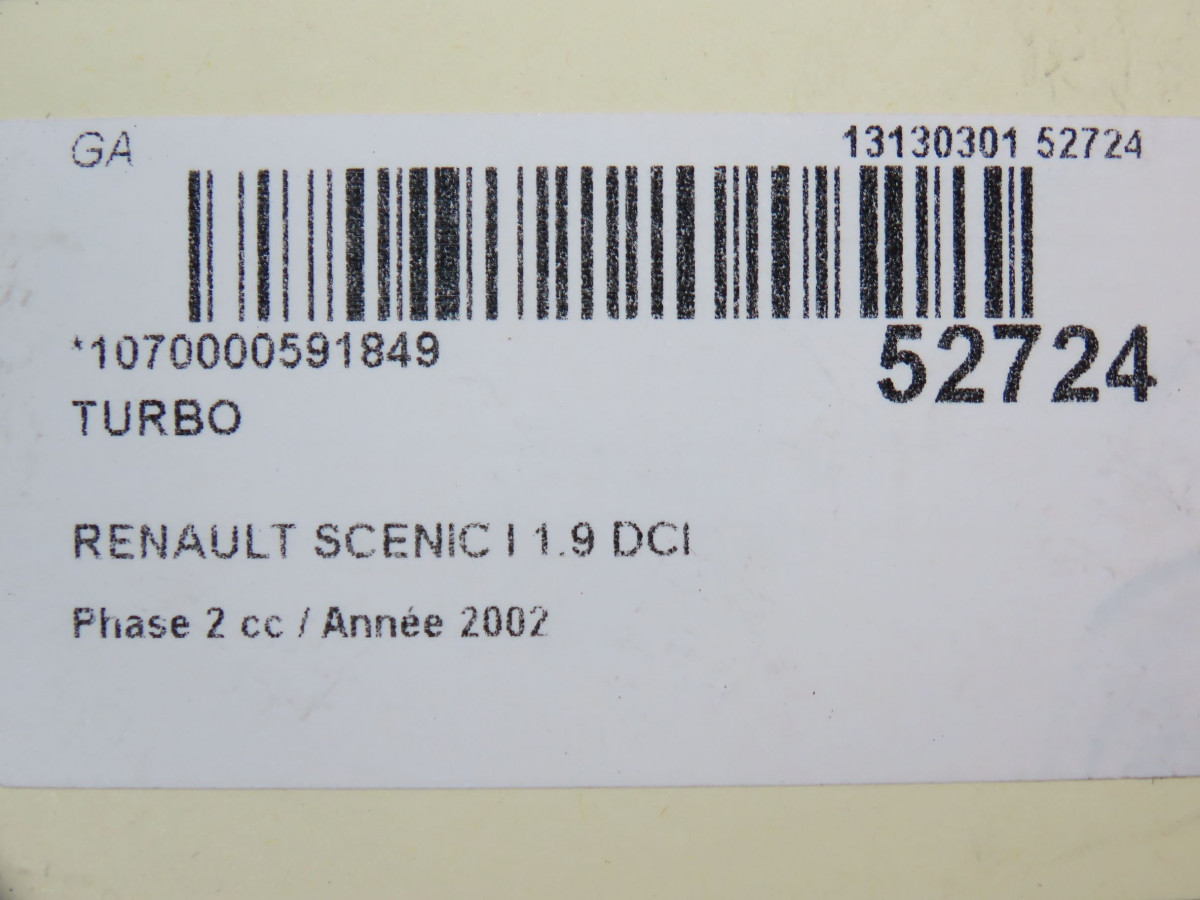 GA 13130301 52724
*1070000591849 52724
TURBO
RENAULT SCENIC I 1.9 DCI
Phase 2 cc / Année 2002